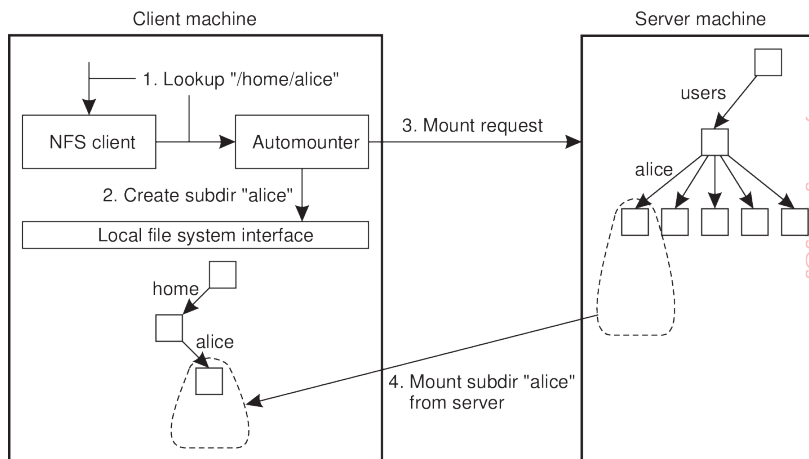 Client machine
Server machine
1. Lookup "/home/alice"
users
NFS client
Automounter
3. Mount request
alice
2. Create subdir "alice"
Local file system interface
home
alice
4. Mount subdir "alice"
from server